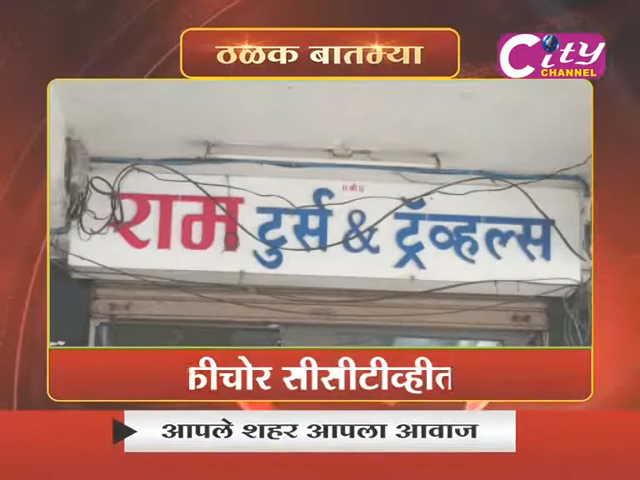 ठळक बातम्या
City
CHANNEL
॥ श्री ॥
राम टुर्स & ट्रॅव्हल्स
सीसीटीव्हीत
आपले शहर आपला आवाज